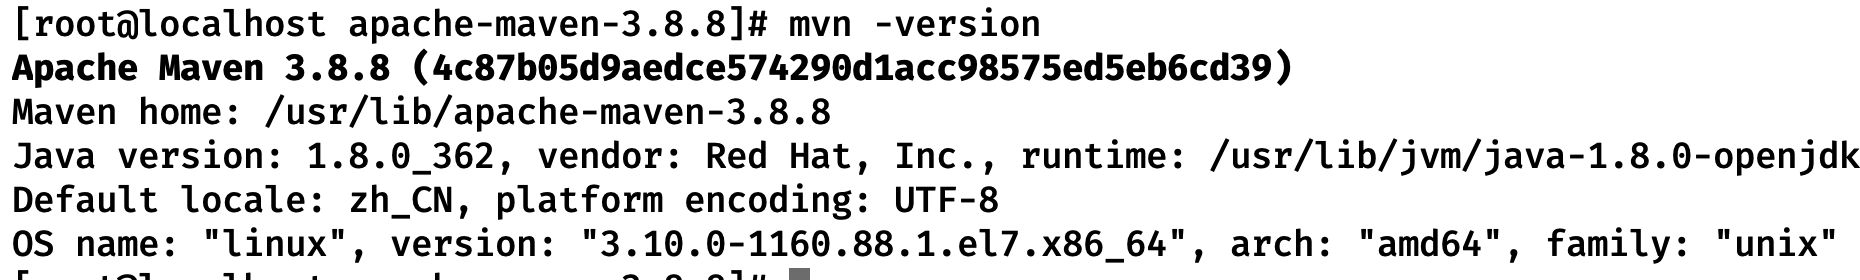 [root@localhost apache-maven-3.8.8]# mvn -version
Apache Maven 3.8.8 (4c87b05d9aedce574290d1acc98575ed5eb6cd39)
Maven home: /usr/lib/apache-maven-3.8.8
Java version: 1.8.0_362, vendor: Red Hat, Inc., runtime: /usr/lib/jvm/java-1.8.0-openjdk
Default locale: zh_CN, platform encoding: UTF-8
OS name: "linux", version: "3.10.0-1160.88.1.el7.x86_64", arch: "amd64", family: "unix"